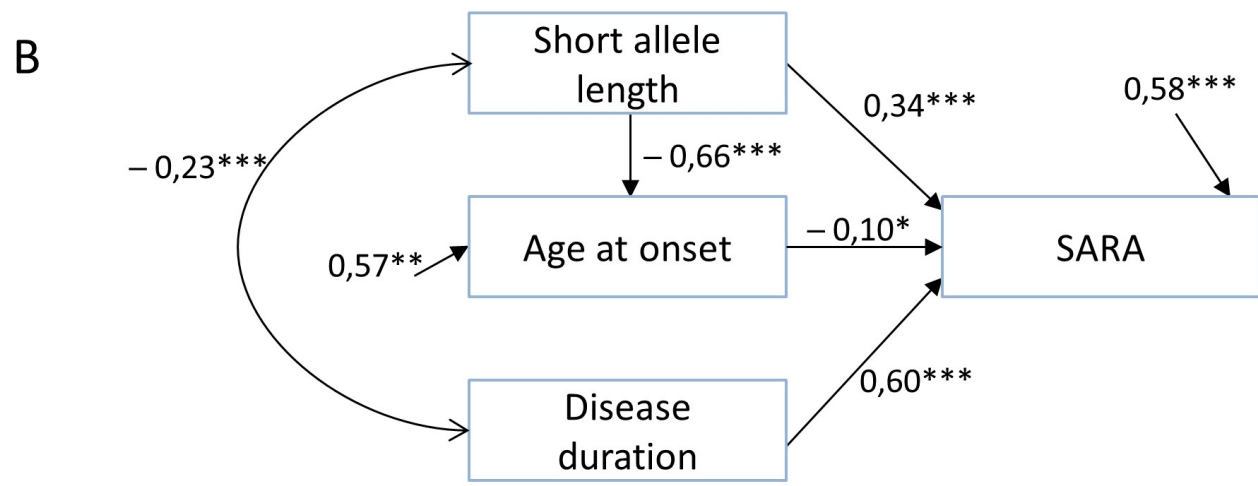 B
Short allele
length
0,34***
0,58***
– 0,23***
– 0,66***
Age at onset
– 0,10*
SARA
0,57**
0,60***
Disease
duration